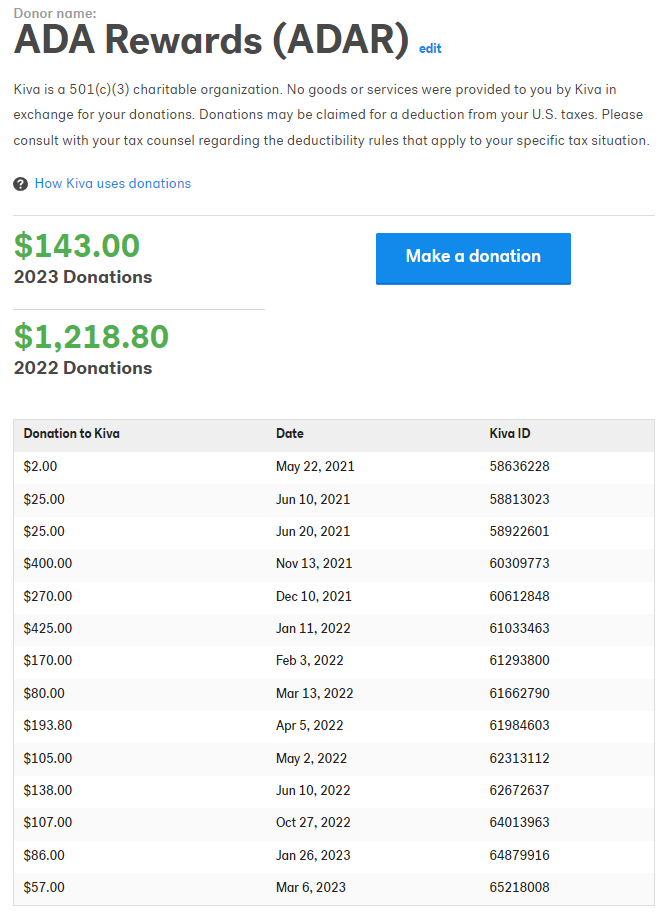 Donor name:
ADA Rewards (ADAR) edit
Kiva is a 501(c)(3) charitable organization. No goods or services were provided to you by Kiva in
exchange for your donations. Donations may be claimed for a deduction from your U.S. taxes. Please
consult with your tax counsel regarding the deductibility rules that apply to your specific tax situation.
? How Kiva uses donations
$143.00
2023 Donations
Make a donation
$1,218.80
2022 Donations
Donation to Kiva Date Kiva ID
$2.00 May 22, 2021 58636228
$25.00 Jun 10, 2021 58813023
$25.00 Jun 20, 2021 58922601
$400.00 Nov 13, 2021 60309773
$270.00 Dec 10, 2021 60612848
$425.00 Jan 11, 2022 61033463
$170.00 Feb 3, 2022 61293800
$80.00 Mar 13, 2022 61662790
$193.80 Apr 5, 2022 61984603
$105.00 May 2, 2022 62313112
$138.00 Jun 10, 2022 62672637
$107.00 Oct 27, 2022 64013963
$86.00 Jan 26, 2023 64879916
$57.00 Mar 6, 2023 65218008